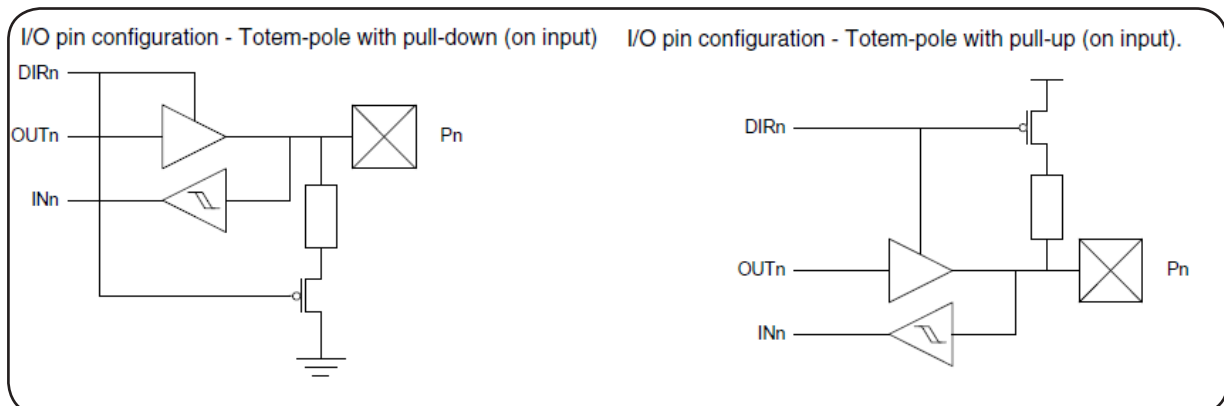 I/O pin configuration - Totem-pole with pull-down (on input)
DIRn
OUTn
Pn
INn
I/O pin configuration - Totem-pole with pull-up (on input).
DIRn
OUTn
Pn
INn